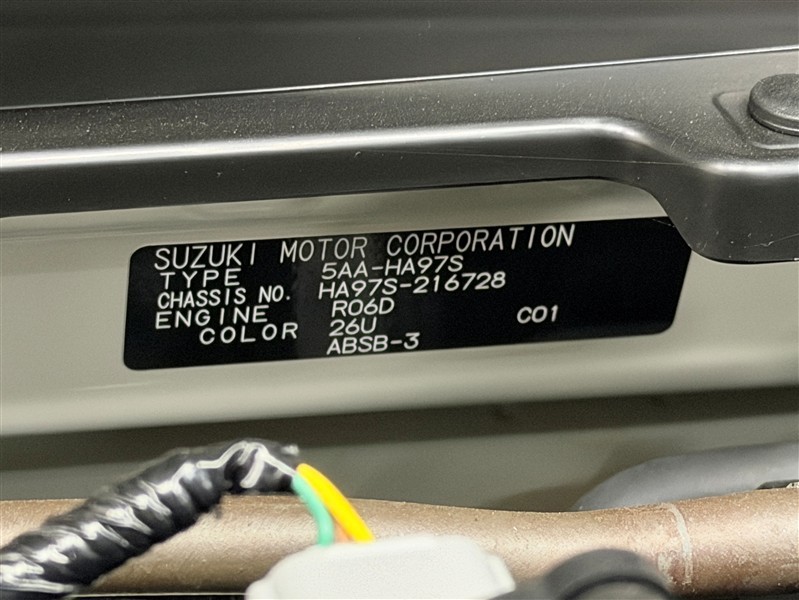 SUZUKI MOTOR CORPORATION
TYPE 5AA-HA97S
CHASSIS NO. HA97S-216728
ENGINE R06D
COLOR 26U C01
ABSB-3